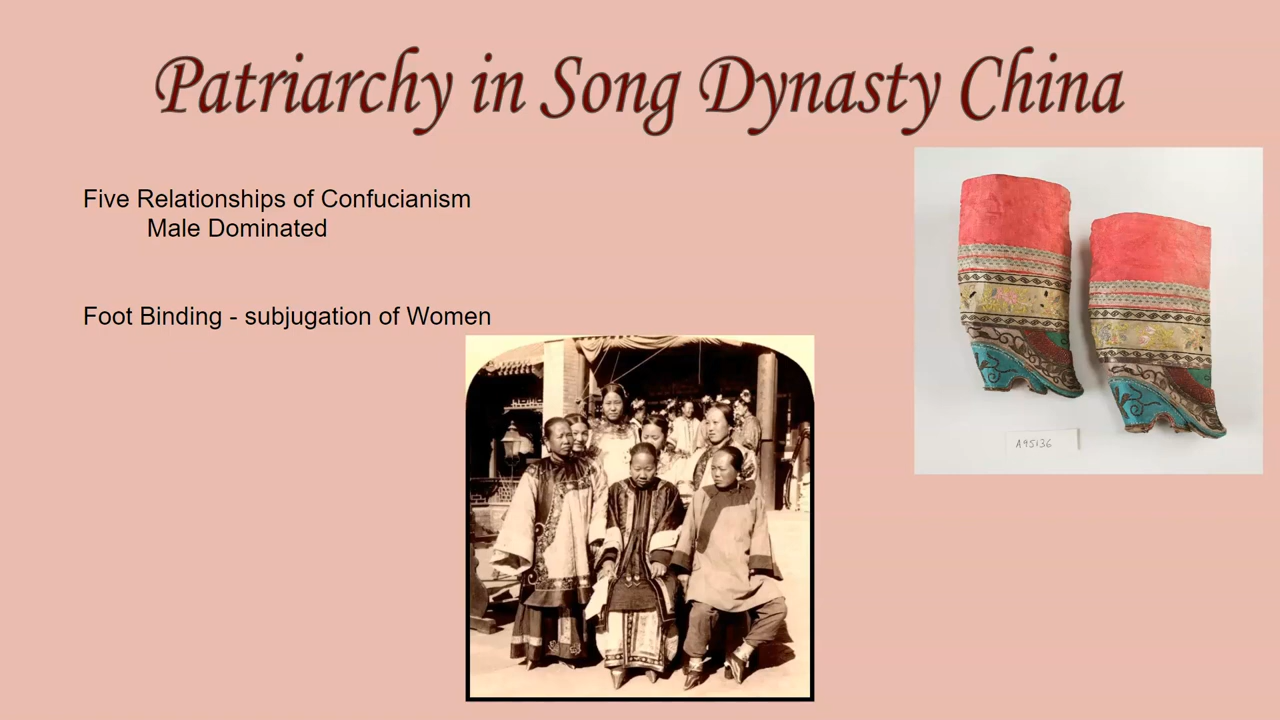 Patriarchy in Song Dynasty China
Five Relationships of Confucianism
Male Dominated
Foot Binding - subjugation of Women
A95136